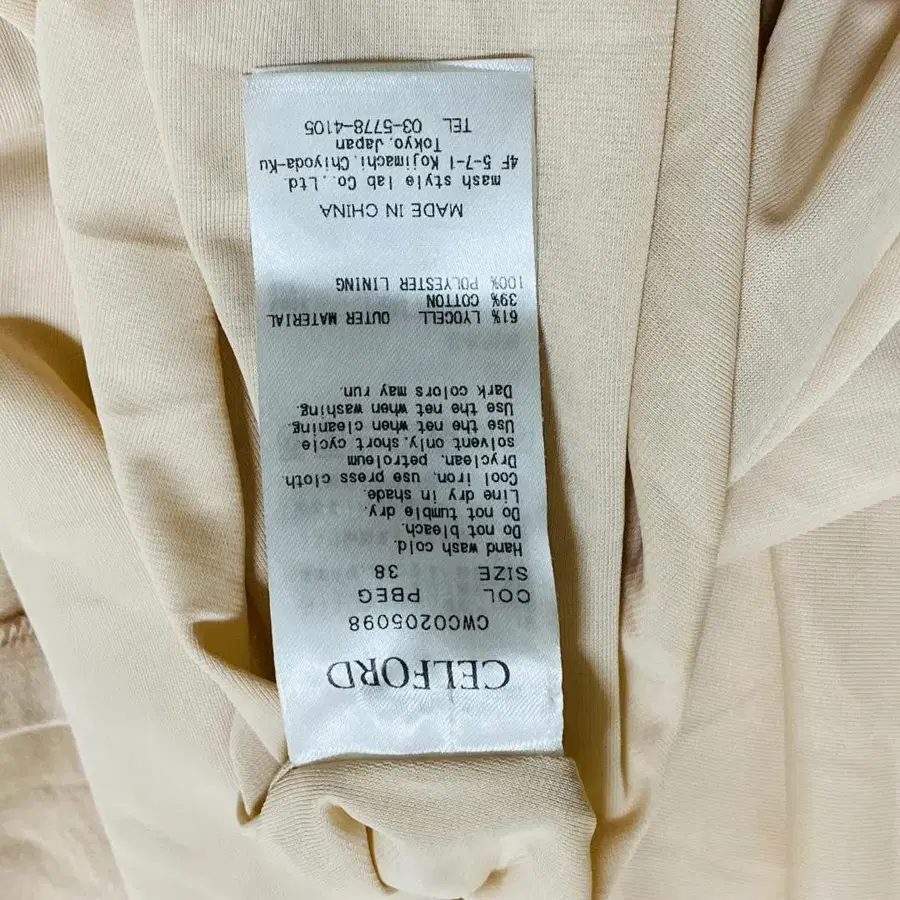 CELFORD
CWCO205098
COL PBEG
SIZE 38
Hand wash cold.
Do not bleach.
Do not tumble dry.
Line dry in shade.
Cool iron, use press cloth.
Dryclean, petroleum
solvent only, short cycle
Use the net when cleaning.
Use the net when washing.
Dark colors may run.
61% LYOCELL OUTER MATERIAL
39% COTTON
100% POLYESTER LINING
MADE IN CHINA
mash style lab Co., Ltd.
4F 5-7-1 Kojimachi, Chiyoda-Ku
Tokyo, Japan
TEL 03-5778-4105